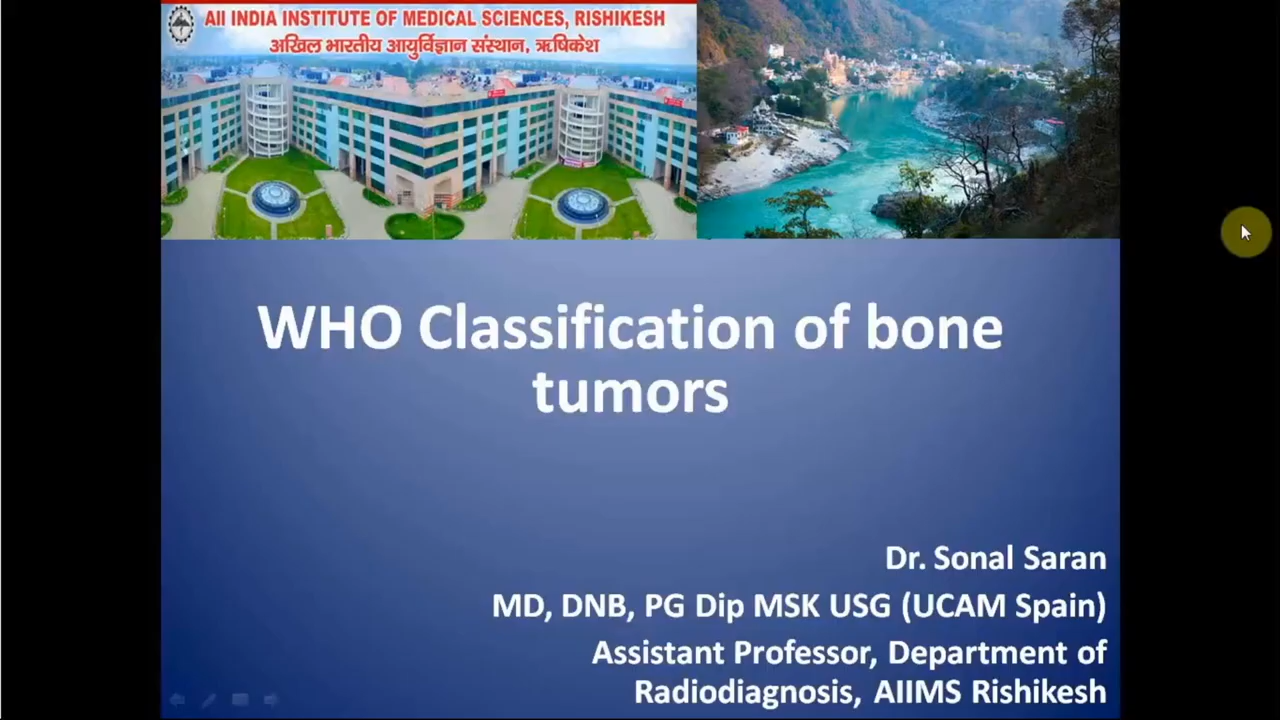 AII INDIA INSTITUTE OF MEDICAL SCIENCES, RISHIKESH
अखिल भारतीय आयुर्विज्ञान संस्थान, ऋषिकेश
WHO Classification of bone
tumors
Dr. Sonal Saran
MD, DNB, PG Dip MSK USG (UCAM Spain)
Assistant Professor, Department of
Radiodiagnosis, AIIMS Rishikesh